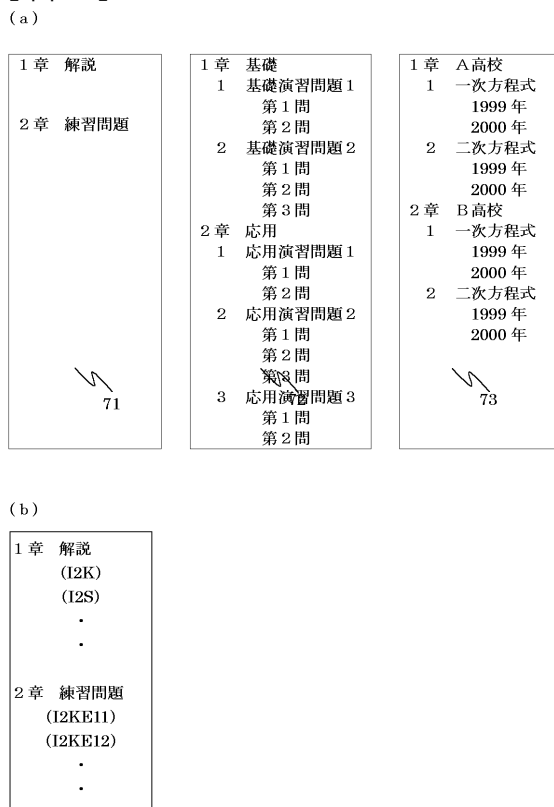 (a)
1章 解説
2章 練習問題
71
1章 基礎
1 基礎演習問題1
第1問
第2問
2 基礎演習問題2
第1問
第2問
第3問
2章 応用
1 応用演習問題1
第1問
第2問
2 応用演習問題2
第1問
第2問
第3問
3 応用演習問題3
72
第1問
第2問
1章 A高校
1 一次方程式
1999年
2000年
2 二次方程式
1999年
2000年
2章 B高校
1 一次方程式
1999年
2000年
2 二次方程式
1999年
2000年
73
(b)
1章 解説
(I2K)
(I2S)
・
・
2章 練習問題
(I2KE11)
(I2KE12)
・
・